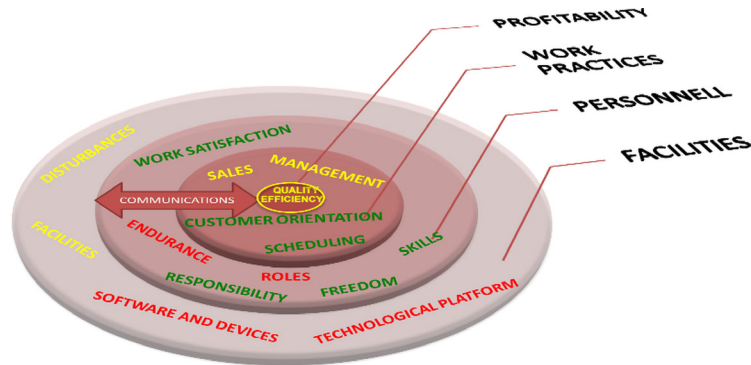 PROFITABILITY
WORK
PRACTICES
PERSONNELL
FACILITIES
DISTURBANCES
WORK SATISFACTION
SALES
MANAGEMENT
COMMUNICATIONS
QUALITY
EFFICIENCY
CUSTOMER ORIENTATION
FACILITIES
ENDURANCE
SCHEDULING
SKILLS
ROLES
RESPONSIBILITY
FREEDOM
SOFTWARE AND DEVICES
TECHNOLOGICAL PLATFORM